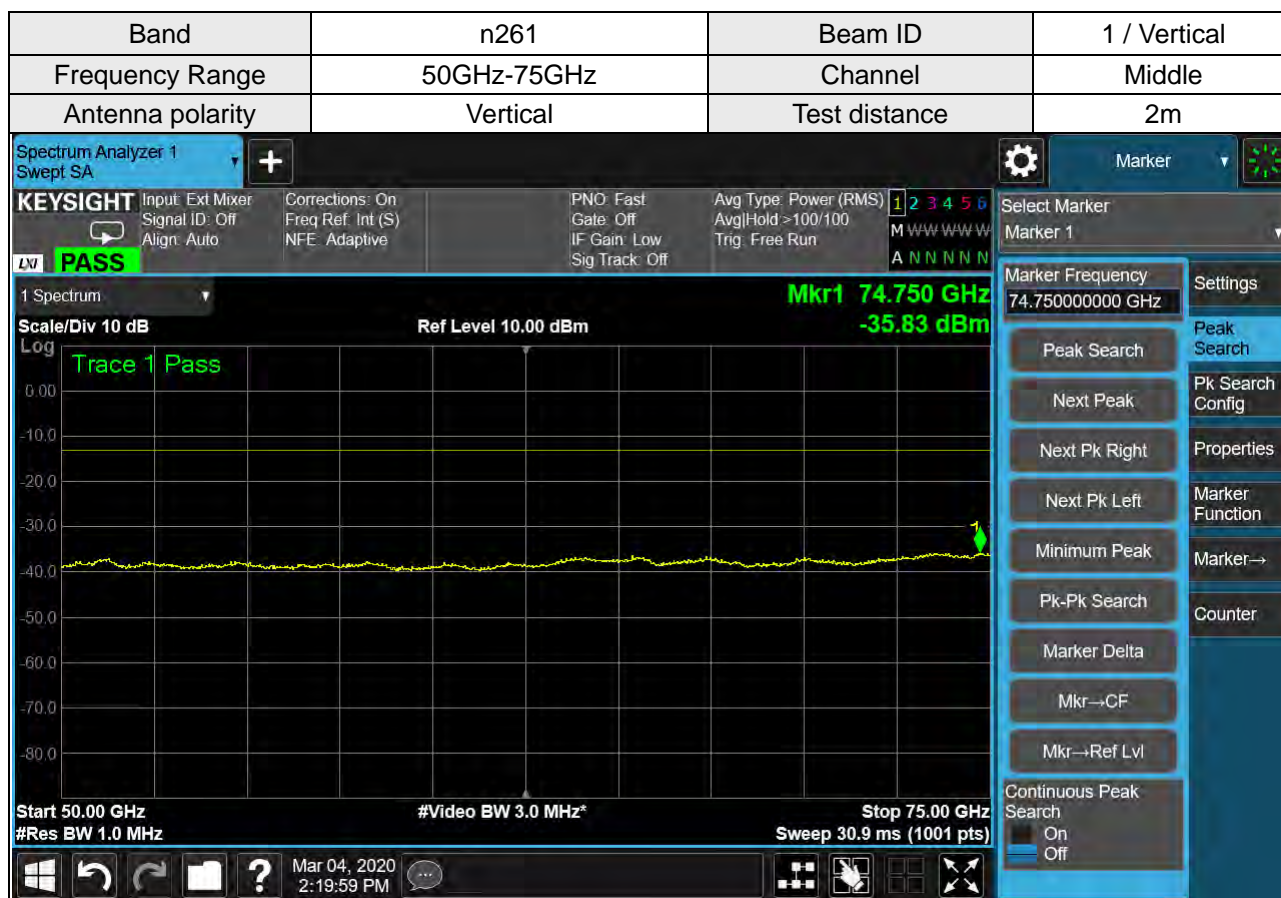 Band n261 Beam ID 1 / Vertical
Frequency Range 50GHz-75GHz Channel Middle
Antenna polarity Vertical Test distance 2m
Spectrum Analyzer 1
Swept SA
+
Marker
KEYSIGHT Input: Ext Mixer Corrections: On PNO: Fast Avg Type: Power (RMS) 1 2 3 4 5 6
Signal ID: Off Freq Ref: Int (S) Gate: Off Avg|Hold: >100/100 M W W W W W
Align: Auto NFE: Adaptive IF Gain: Low Trig: Free Run
LXI PASS Sig Track: Off A N N N N N
Select Marker
Marker 1
1 Spectrum
Mkr1 74.750 GHz
Scale/Div 10 dB Ref Level 10.00 dBm -35.83 dBm
Log
Trace 1 Pass
0.00
-10.0
-20.0
-30.0
1
-40.0
-50.0
-60.0
-70.0
-80.0
Start 50.00 GHz #Video BW 3.0 MHz* Stop 75.00 GHz
#Res BW 1.0 MHz Sweep 30.9 ms (1001 pts)
Marker Frequency
74.750000000 GHz
Peak Search
Next Peak
Next Pk Right
Next Pk Left
Minimum Peak
Pk-Pk Search
Marker Delta
Mkr→CF
Mkr→Ref Lvl
Continuous Peak
Search
On
Off
Settings
Peak
Search
Pk Search
Config
Properties
Marker
Function
Marker→
Counter
?
Mar 04, 2020
2:19:59 PM